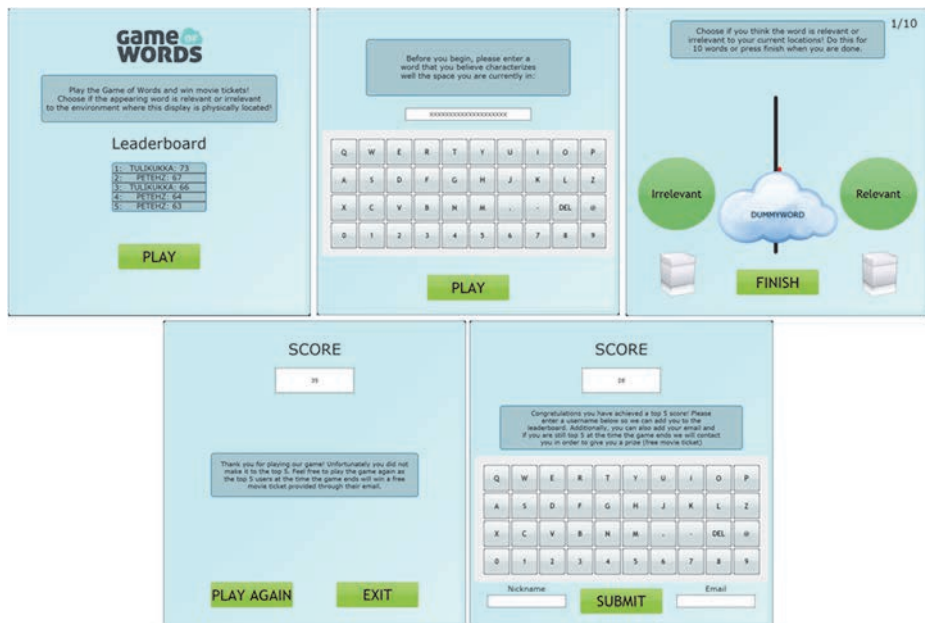 GAME OF
WORDS
Play the Game of Words and win movie tickets!
Choose if the appearing word is relevant or irrelevant
to the environment where this display is physically located!
Leaderboard
1: TULIKUKKA: 73
2: PETEHZ: 67
3: TULIKUKKA: 66
4: PETEHZ: 64
5: PETEHZ: 63
PLAY
Before you begin, please enter a
word that you believe characterizes
well the space you are currently in:
XXXXXXXXXXXXXXXXXXXX
Q W E R T Y U I O P
A S D F G H J K L Z
X C V B N M . - DEL @
0 1 2 3 4 5 6 7 8 9
PLAY
1/10
Choose if you think the word is relevant or
irrelevant to your current locations! Do this for
10 words or press finish when you are done.
Irrelevant
DUMMYWORD
Relevant
FINISH
SCORE
Thank you for playing our game! Unfortunately you did not
make it to the top 5. Feel free to play the game again as
the top 5 users at the time the game ends will win a free
movie ticket provided through their email.
PLAY AGAIN
EXIT
SCORE
Congratulations you have achieved a top 5 score! Please
enter a username below so we can add you to the
leaderboard. Additionally, you can also add your email and
if you are still top 5 at the time the game ends we will contact
you in order to give you a prize (free movie ticket)
Q W E R T Y U I O P
A S D F G H J K L Z
X C V B N M . - DEL @
0 1 2 3 4 5 6 7 8 9
Nickname
Email
SUBMIT